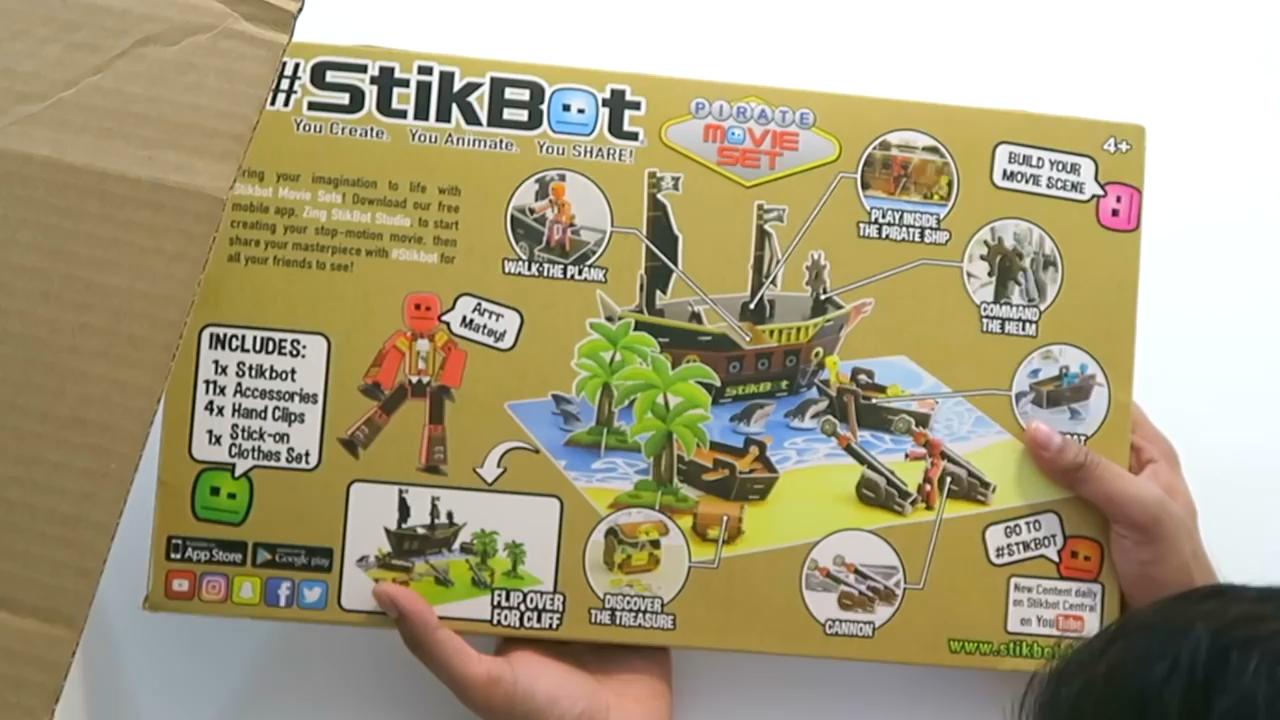 #StikBot
You Create. You Animate. You SHARE!
PIRATE
MOVIE
SET
4+
BUILD YOUR
MOVIE SCENE
your imagination to life with
Stikbot Movie Sets! Download our free
mobile app, Zing StikBot Studio, to start
creating your stop-motion movie, then
share your masterpiece with #Stikbot for
all your friends to see!
WALK THE PLANK
PLAY INSIDE
THE PIRATE SHIP
COMMAND
THE HELM
Arrr
Matey!
INCLUDES:
1x Stikbot
11x Accessories
4x Hand Clips
1x Stick-on
Clothes Set
StikBot
FLIP OVER
FOR CLIFF
DISCOVER
THE TREASURE
CANNON
GO TO
#STIKBOT
New Content daily
on Stikbot Central
on YouTube
Available on
App Store
Google play
www.stikbot